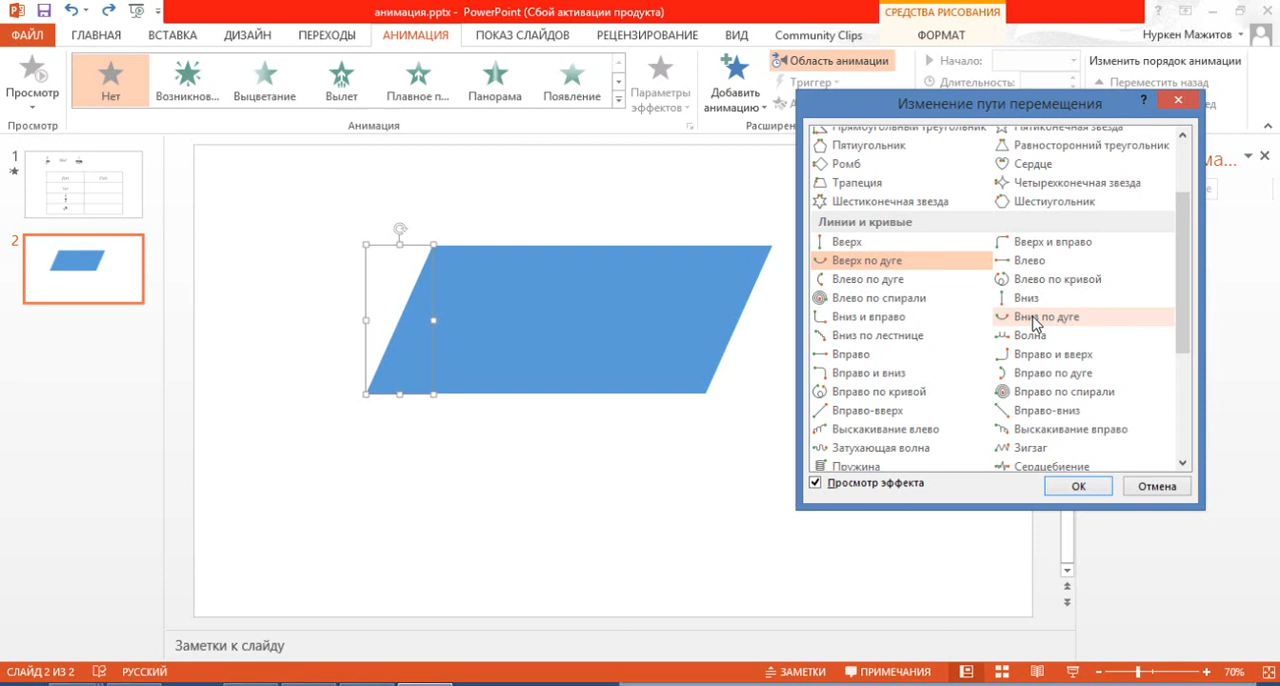 анимация.pptx - PowerPoint (Сбой активации продукта)
СРЕДСТВА РИСОВАНИЯ
ФАЙЛ ГЛАВНАЯ ВСТАВКА ДИЗАЙН ПЕРЕХОДЫ АНИМАЦИЯ ПОКАЗ СЛАЙДОВ РЕЦЕНЗИРОВАНИЕ ВИД Community Clips ФОРМАТ Нуркен Мажитов
Просмотр
Нет Возникнов... Выцветание Вылет Плавное п... Панорама Появление
Параметры эффектов
Добавить анимацию
Область анимации
Триггер
Начало:
Длительность:
Изменить порядок анимации
Переместить назад
Просмотр Анимация
Изменение пути перемещения
Прямоугольный треугольник Пятиконечная звезда
Пятиугольник Равносторонний треугольник
Ромб Сердце
Трапеция Четырехконечная звезда
Шестиконечная звезда Шестиугольник
Линии и кривые
Вверх Вверх и вправо
Вверх по дуге Влево
Влево по дуге Влево по кривой
Влево по спирали Вниз
Вниз и вправо Вниз по дуге
Вниз по лестнице Волна
Вправо Вправо и вверх
Вправо и вниз Вправо по дуге
Вправо по кривой Вправо по спирали
Вправо-вверх Вправо-вниз
Выскакивание влево Выскакивание вправо
Затухающая волна Зигзаг
Пружина Сердцебиение
Просмотр эффекта
ОК Отмена
1
2
Заметки к слайду
СЛАЙД 2 ИЗ 2 РУССКИЙ ЗАМЕТКИ ПРИМЕЧАНИЯ 70%